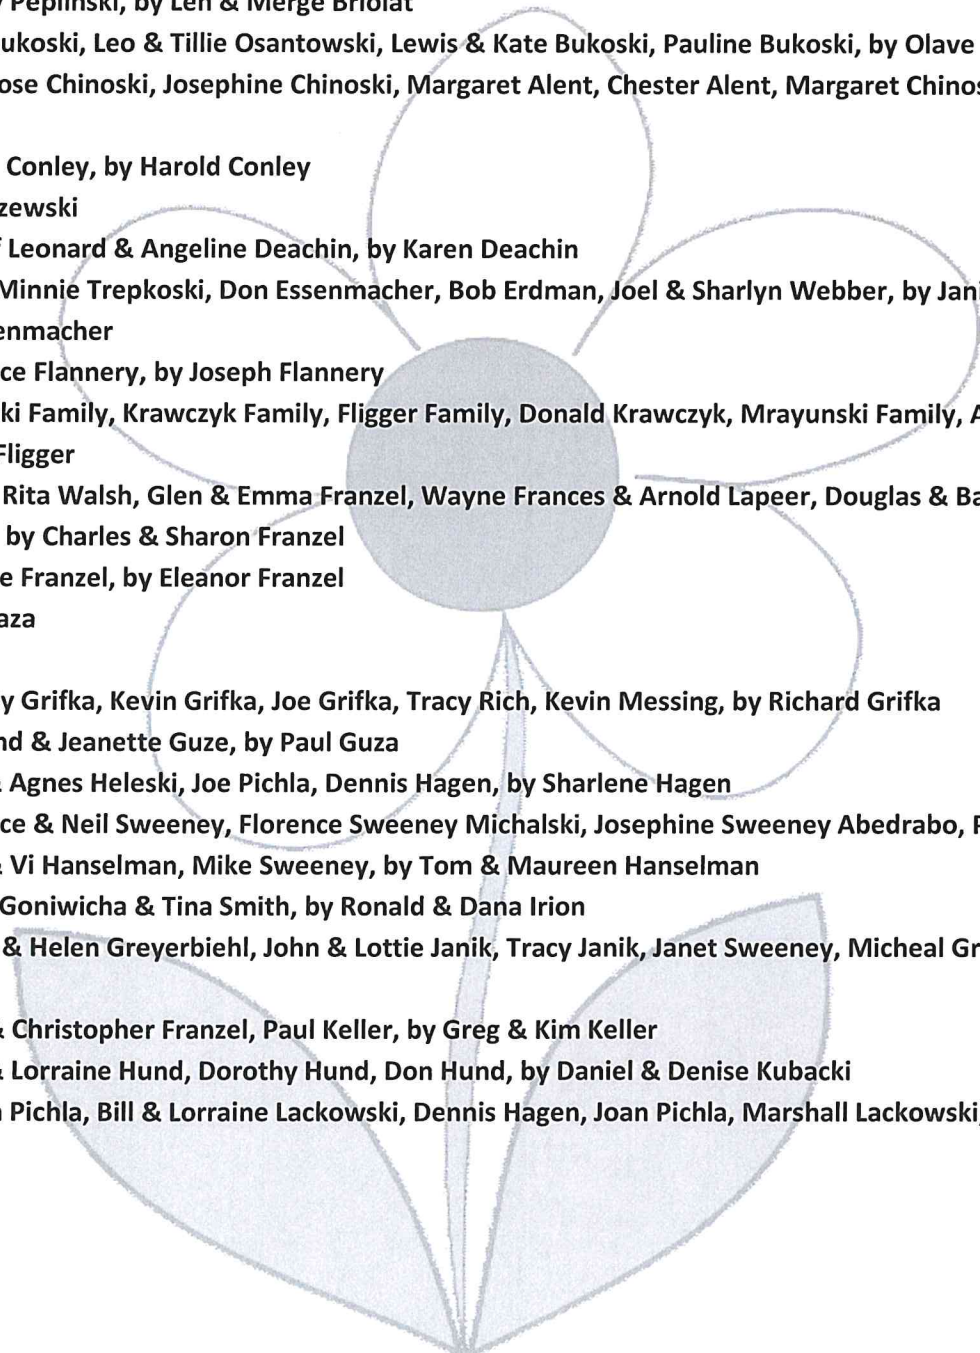 Peplinski, by Len & Merge Briolat
ukoski, Leo & Tillie Osantowski, Lewis & Kate Bukoski, Pauline Bukoski, by Olave
ose Chinoski, Josephine Chinoski, Margaret Alent, Chester Alent, Margaret Chinos
Conley, by Harold Conley
zewski
Leonard & Angeline Deachin, by Karen Deachin
Minnie Trepkoski, Don Essenmacher, Bob Erdman, Joel & Sharlyn Webber, by Jani
enmacher
ce Flannery, by Joseph Flannery
ki Family, Krawczyk Family, Fligger Family, Donald Krawczyk, Mrayunski Family, A
Fligger
Rita Walsh, Glen & Emma Franzel, Wayne Frances & Arnold Lapeer, Douglas & Ba
by Charles & Sharon Franzel
e Franzel, by Eleanor Franzel
aza
y Grifka, Kevin Grifka, Joe Grifka, Tracy Rich, Kevin Messing, by Richard Grifka
nd & Jeanette Guze, by Paul Guza
& Agnes Heleski, Joe Pichla, Dennis Hagen, by Sharlene Hagen
ce & Neil Sweeney, Florence Sweeney Michalski, Josephine Sweeney Abedrabo,
& Vi Hanselman, Mike Sweeney, by Tom & Maureen Hanselman
Goniwicha & Tina Smith, by Ronald & Dana Irion
& Helen Greyerbiehl, John & Lottie Janik, Tracy Janik, Janet Sweeney, Micheal Gr
& Christopher Franzel, Paul Keller, by Greg & Kim Keller
& Lorraine Hund, Dorothy Hund, Don Hund, by Daniel & Denise Kubacki
Pichla, Bill & Lorraine Lackowski, Dennis Hagen, Joan Pichla, Marshall Lackowski,